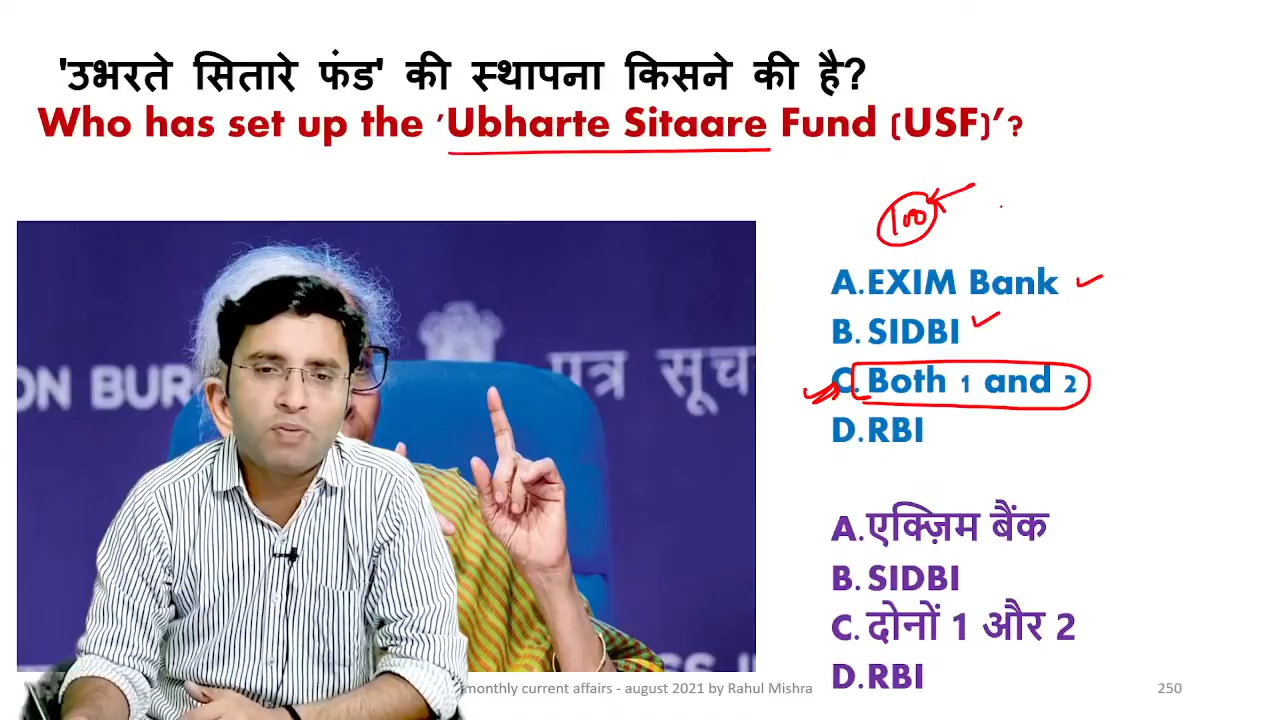 'उभरते सितारे फंड' की स्थापना किसने की है?
Who has set up the 'Ubharte Sitaare Fund (USF)'?
100
A.EXIM Bank
B. SIDBI
C. Both 1 and 2
D.RBI
ON BUR
पत्र सूच
A.एक्ज़िम बैंक
B. SIDBI
C. दोनों 1 और 2
D.RBI
monthly current affairs - august 2021 by Rahul Mishra
250